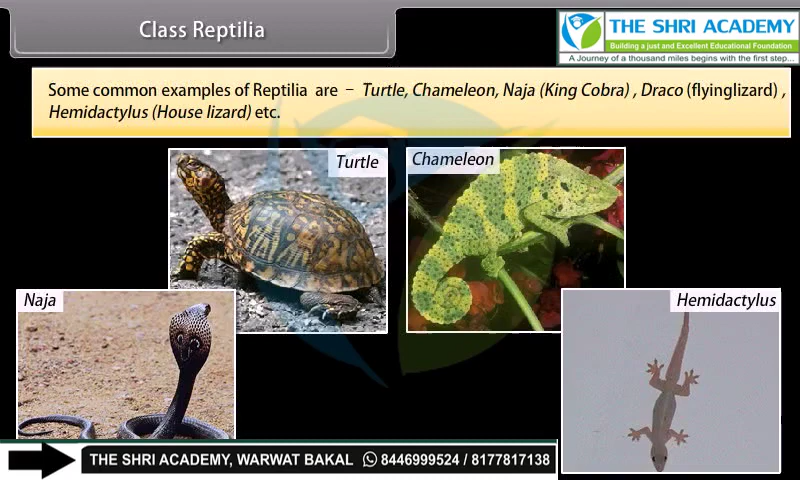 Class Reptilia
THE SHRI ACADEMY
Building a just and Excellent Educational Foundation
A Journey of a thousand miles begins with the first step...
Some common examples of Reptilia are – Turtle, Chameleon, Naja (King Cobra) , Draco (flyinglizard) ,
Hemidactylus (House lizard) etc.
Turtle
Chameleon
Naja
Hemidactylus
THE SHRI ACADEMY, WARWAT BAKAL 8446999524 / 8177817138